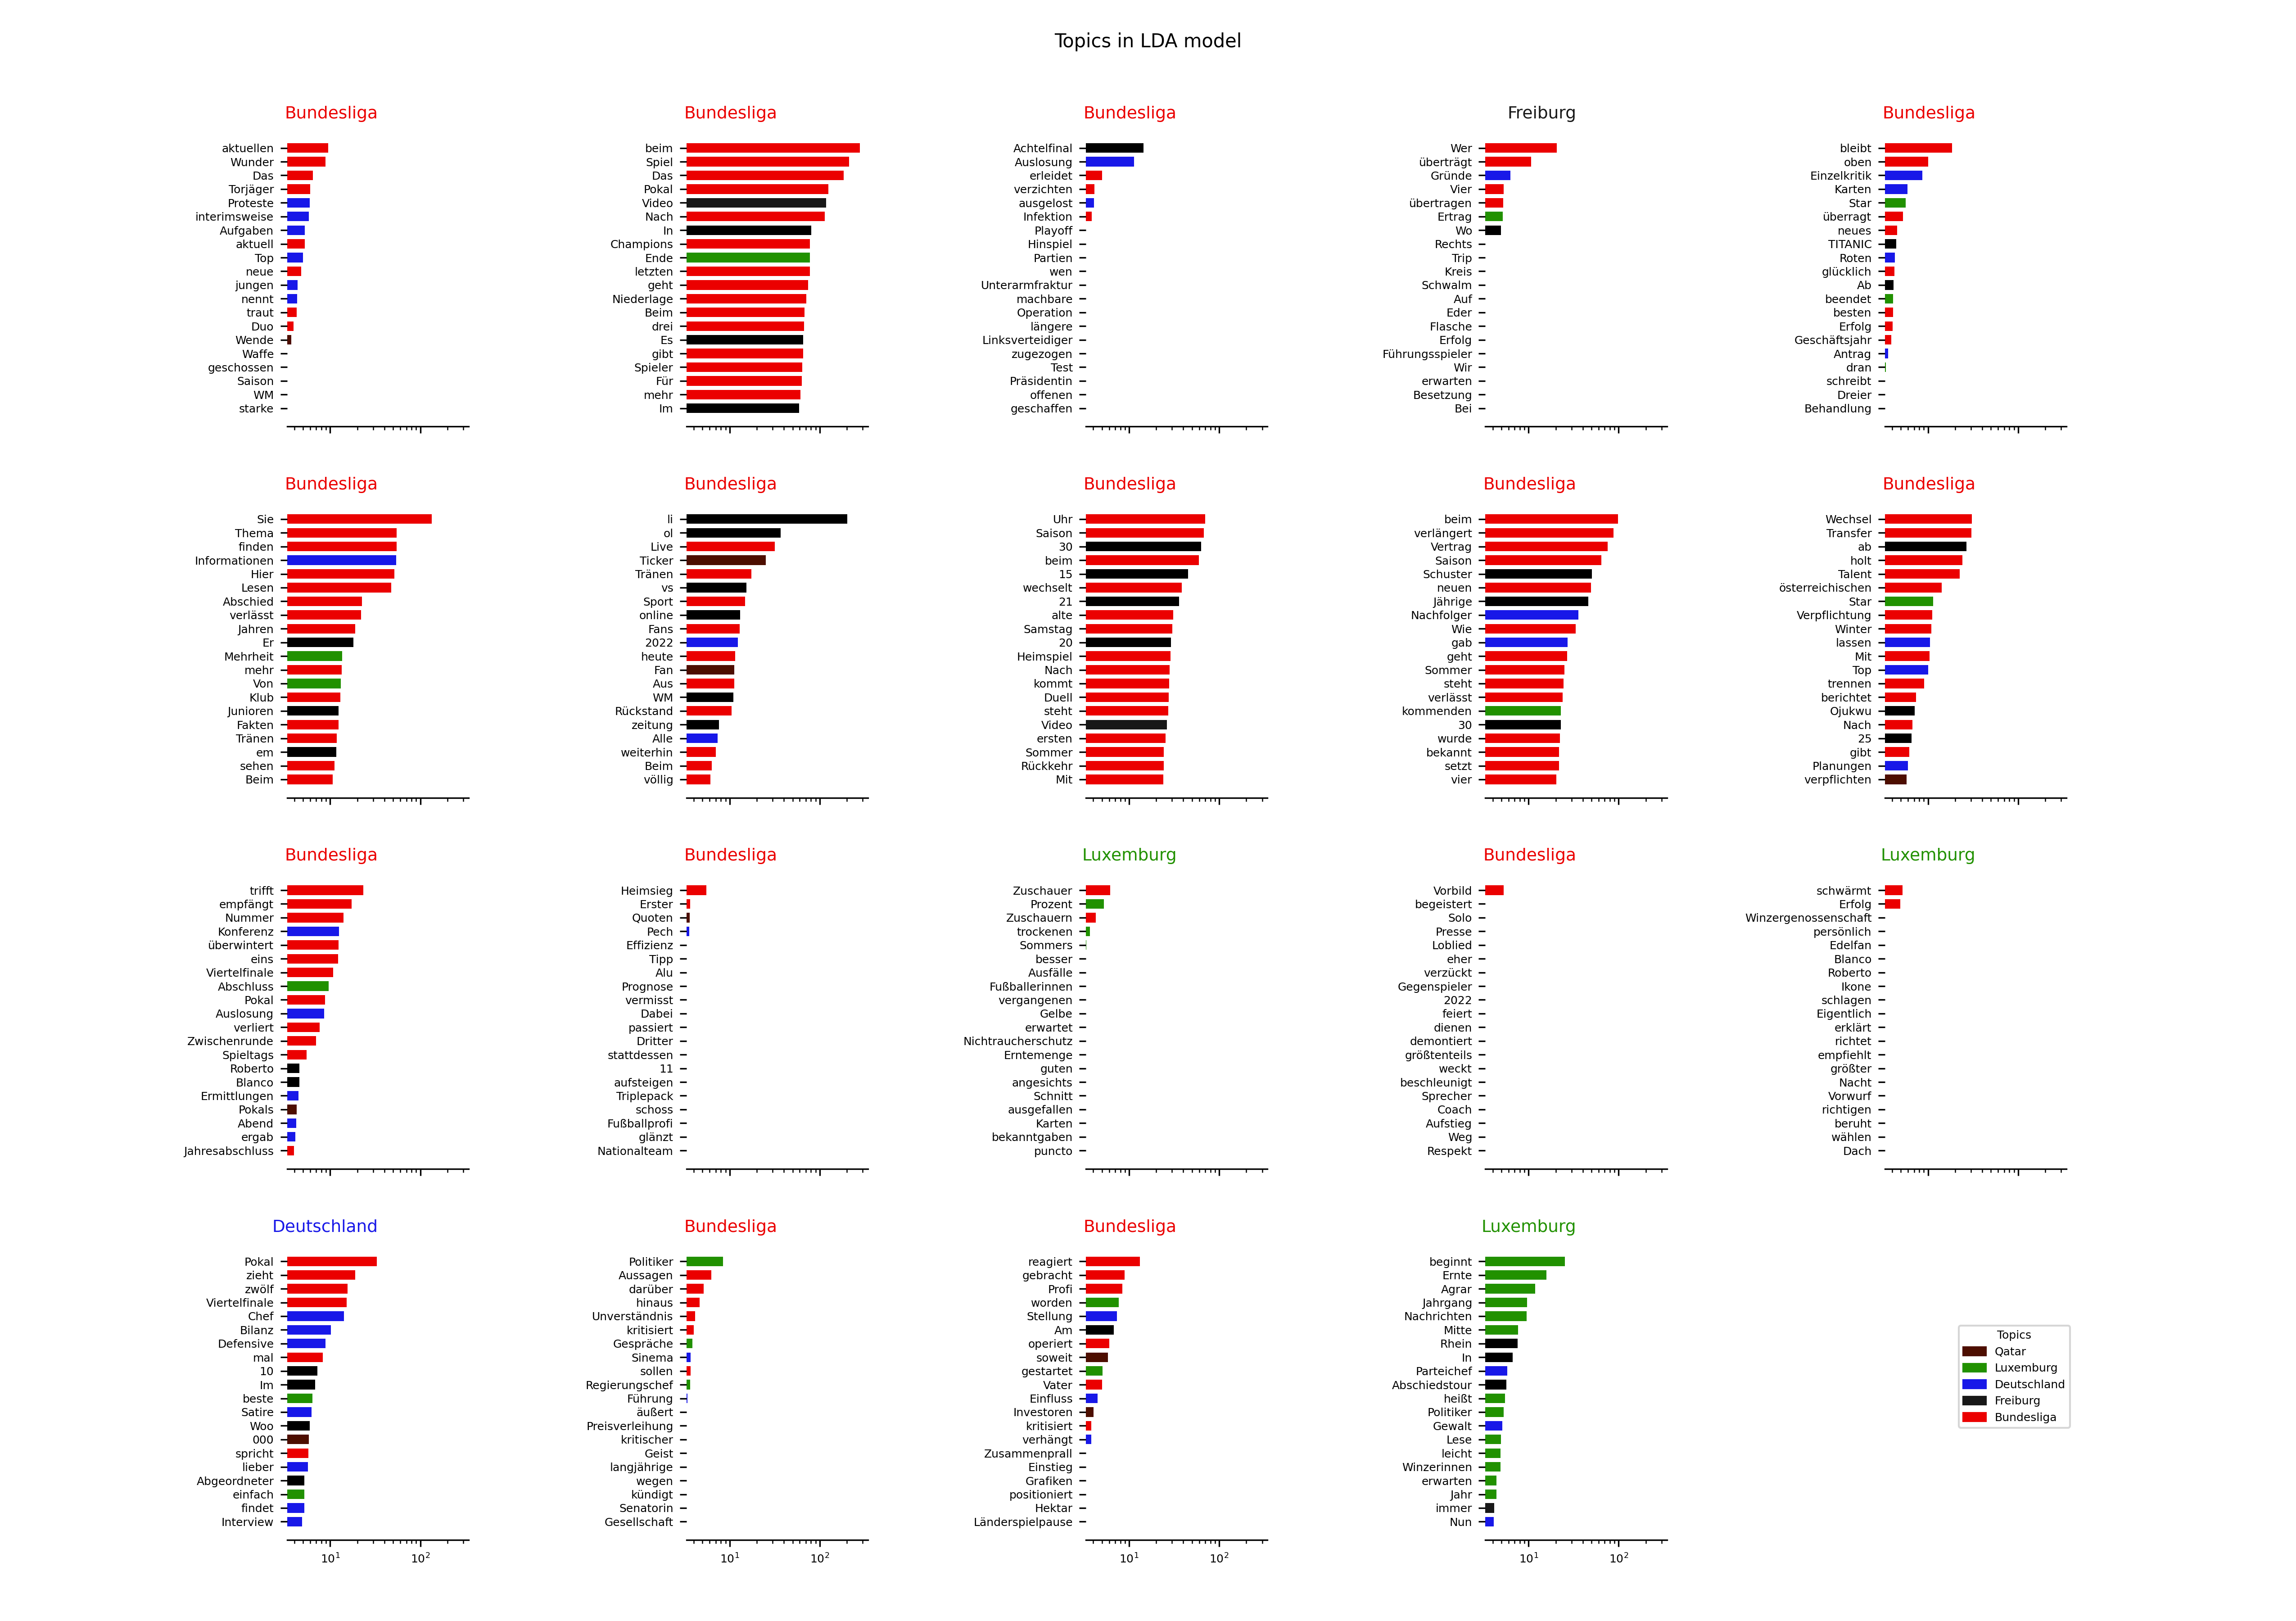 Topics in LDA model
Bundesliga
aktuellen
Wunder
Das
Torjäger
Proteste
interimsweise
Aufgaben
aktuell
Top
neue
jungen
nennt
traut
Duo
Wende
Waffe
geschossen
Saison
WM
starke
Bundesliga
beim
Spiel
Das
Pokal
Video
Nach
In
Champions
Ende
letzten
geht
Niederlage
Beim
drei
Es
gibt
Spieler
Für
mehr
Im
Bundesliga
Achtelfinal
Auslosung
erleidet
verzichten
ausgelost
Infektion
Playoff
Hinspiel
Partien
wen
Unterarmfraktur
machbare
Operation
längere
Linksverteidiger
zugezogen
Test
Präsidentin
offenen
geschaffen
Freiburg
Wer
überträgt
Gründe
Vier
übertragen
Ertrag
Wo
Rechts
Trip
Kreis
Schwalm
Auf
Eder
Flasche
Erfolg
Führungsspieler
Wir
erwarten
Besetzung
Bei
Bundesliga
bleibt
oben
Einzelkritik
Karten
Star
überragt
neues
TITANIC
Roten
glücklich
Ab
beendet
besten
Erfolg
Geschäftsjahr
Antrag
dran
schreibt
Dreier
Behandlung
Bundesliga
Sie
Thema
finden
Informationen
Hier
Lesen
Abschied
verlässt
Jahren
Er
Mehrheit
mehr
Von
Klub
Junioren
Fakten
Tränen
em
sehen
Beim
Bundesliga
li
ol
Live
Ticker
Tränen
vs
Sport
online
Fans
2022
heute
Fan
Aus
WM
Rückstand
zeitung
Alle
weiterhin
Beim
völlig
Bundesliga
Uhr
Saison
30
beim
15
wechselt
21
alte
Samstag
20
Heimspiel
Nach
kommt
Duell
steht
Video
ersten
Sommer
Rückkehr
Mit
Bundesliga
beim
verlängert
Vertrag
Saison
Schuster
neuen
Jährige
Nachfolger
Wie
gab
geht
Sommer
steht
verlässt
kommenden
30
wurde
bekannt
setzt
vier
Bundesliga
Wechsel
Transfer
ab
holt
Talent
österreichischen
Star
Verpflichtung
Winter
lassen
Mit
Top
trennen
berichtet
Ojukwu
Nach
25
gibt
Planungen
verpflichten
Bundesliga
trifft
empfängt
Nummer
Konferenz
überwintert
eins
Viertelfinale
Abschluss
Pokal
Auslosung
verliert
Zwischenrunde
Spieltags
Roberto
Blanco
Ermittlungen
Pokals
Abend
ergab
Jahresabschluss
Bundesliga
Heimsieg
Erster
Quoten
Pech
Effizienz
Tipp
Alu
Prognose
vermisst
Dabei
passiert
Dritter
stattdessen
11
aufsteigen
Triplepack
schoss
Fußballprofi
glänzt
Nationalteam
Luxemburg
Zuschauer
Prozent
Zuschauern
trockenen
Sommers
besser
Ausfälle
Fußballerinnen
vergangenen
Gelbe
erwartet
Nichtraucherschutz
Erntemenge
guten
angesichts
Schnitt
ausgefallen
Karten
bekanntgaben
puncto
Bundesliga
Vorbild
begeistert
Solo
Presse
Loblied
eher
verzückt
Gegenspieler
2022
feiert
dienen
demontiert
größtenteils
weckt
beschleunigt
Sprecher
Coach
Aufstieg
Weg
Respekt
Luxemburg
schwärmt
Erfolg
Winzergenossenschaft
persönlich
Edelfan
Blanco
Roberto
Ikone
schlagen
Eigentlich
erklärt
richtet
empfiehlt
größter
Nacht
Vorwurf
richtigen
beruht
wählen
Dach
Deutschland
Pokal
zieht
zwölf
Viertelfinale
Chef
Bilanz
Defensive
mal
10
Im
beste
Satire
Woo
000
spricht
lieber
Abgeordneter
einfach
findet
Interview
10¹
10²
Bundesliga
Politiker
Aussagen
darüber
hinaus
Unverständnis
kritisiert
Gespräche
Sinema
sollen
Regierungschef
Führung
äußert
Preisverleihung
kritischer
Geist
langjährige
wegen
kündigt
Senatorin
Gesellschaft
10¹
10²
Bundesliga
reagiert
gebracht
Profi
worden
Stellung
Am
operiert
soweit
gestartet
Vater
Einfluss
Investoren
kritisiert
verhängt
Zusammenprall
Einstieg
Grafiken
positioniert
Hektar
Länderspielpause
10¹
10²
Luxemburg
beginnt
Ernte
Agrar
Jahrgang
Nachrichten
Mitte
Rhein
In
Parteichef
Abschiedstour
heißt
Politiker
Gewalt
Lese
leicht
Winzerinnen
erwarten
Jahr
immer
Nun
10¹
10²
Topics
Qatar
Luxemburg
Deutschland
Freiburg
Bundesliga